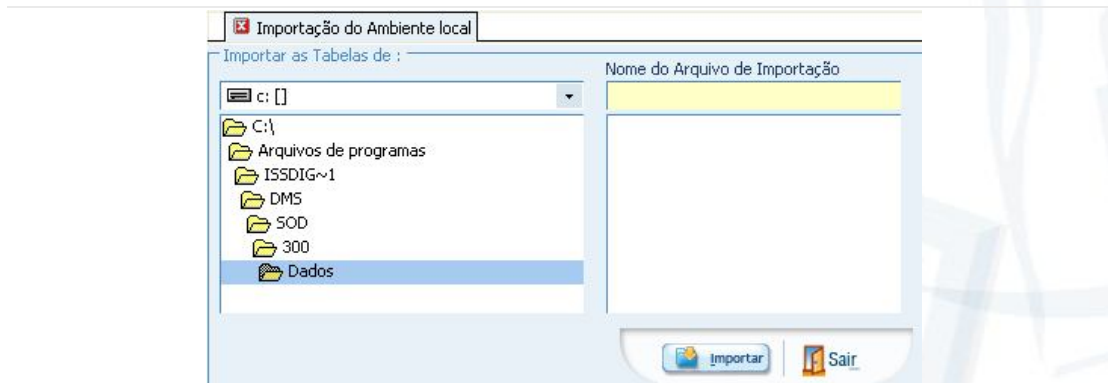 Importação do Ambiente local
Importar as Tabelas de :
Nome do Arquivo de Importação
c: []
C:\
Arquivos de programas
ISSDIG~1
DMS
SOD
300
Dados
Importar
Sair